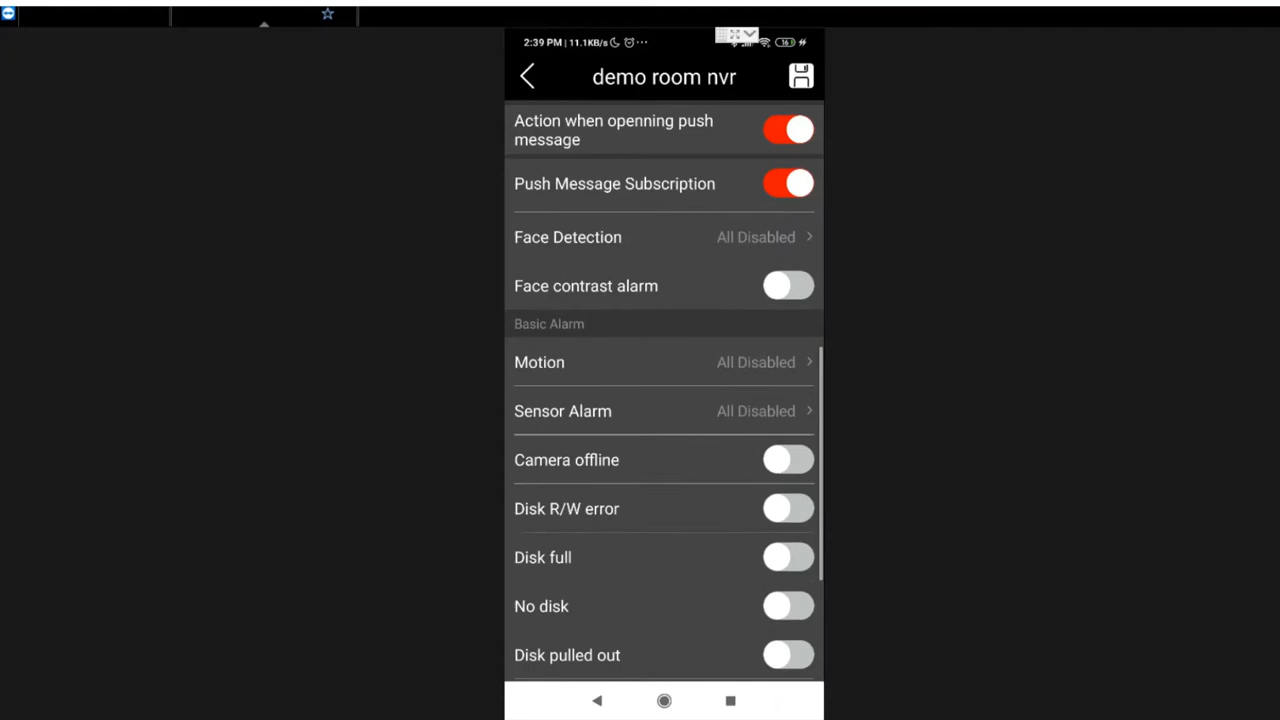 2:39 PM | 11.1KB/s
16
demo room nvr
Action when openning push
message
Push Message Subscription
Face Detection All Disabled
Face contrast alarm
Basic Alarm
Motion All Disabled
Sensor Alarm All Disabled
Camera offline
Disk R/W error
Disk full
No disk
Disk pulled out